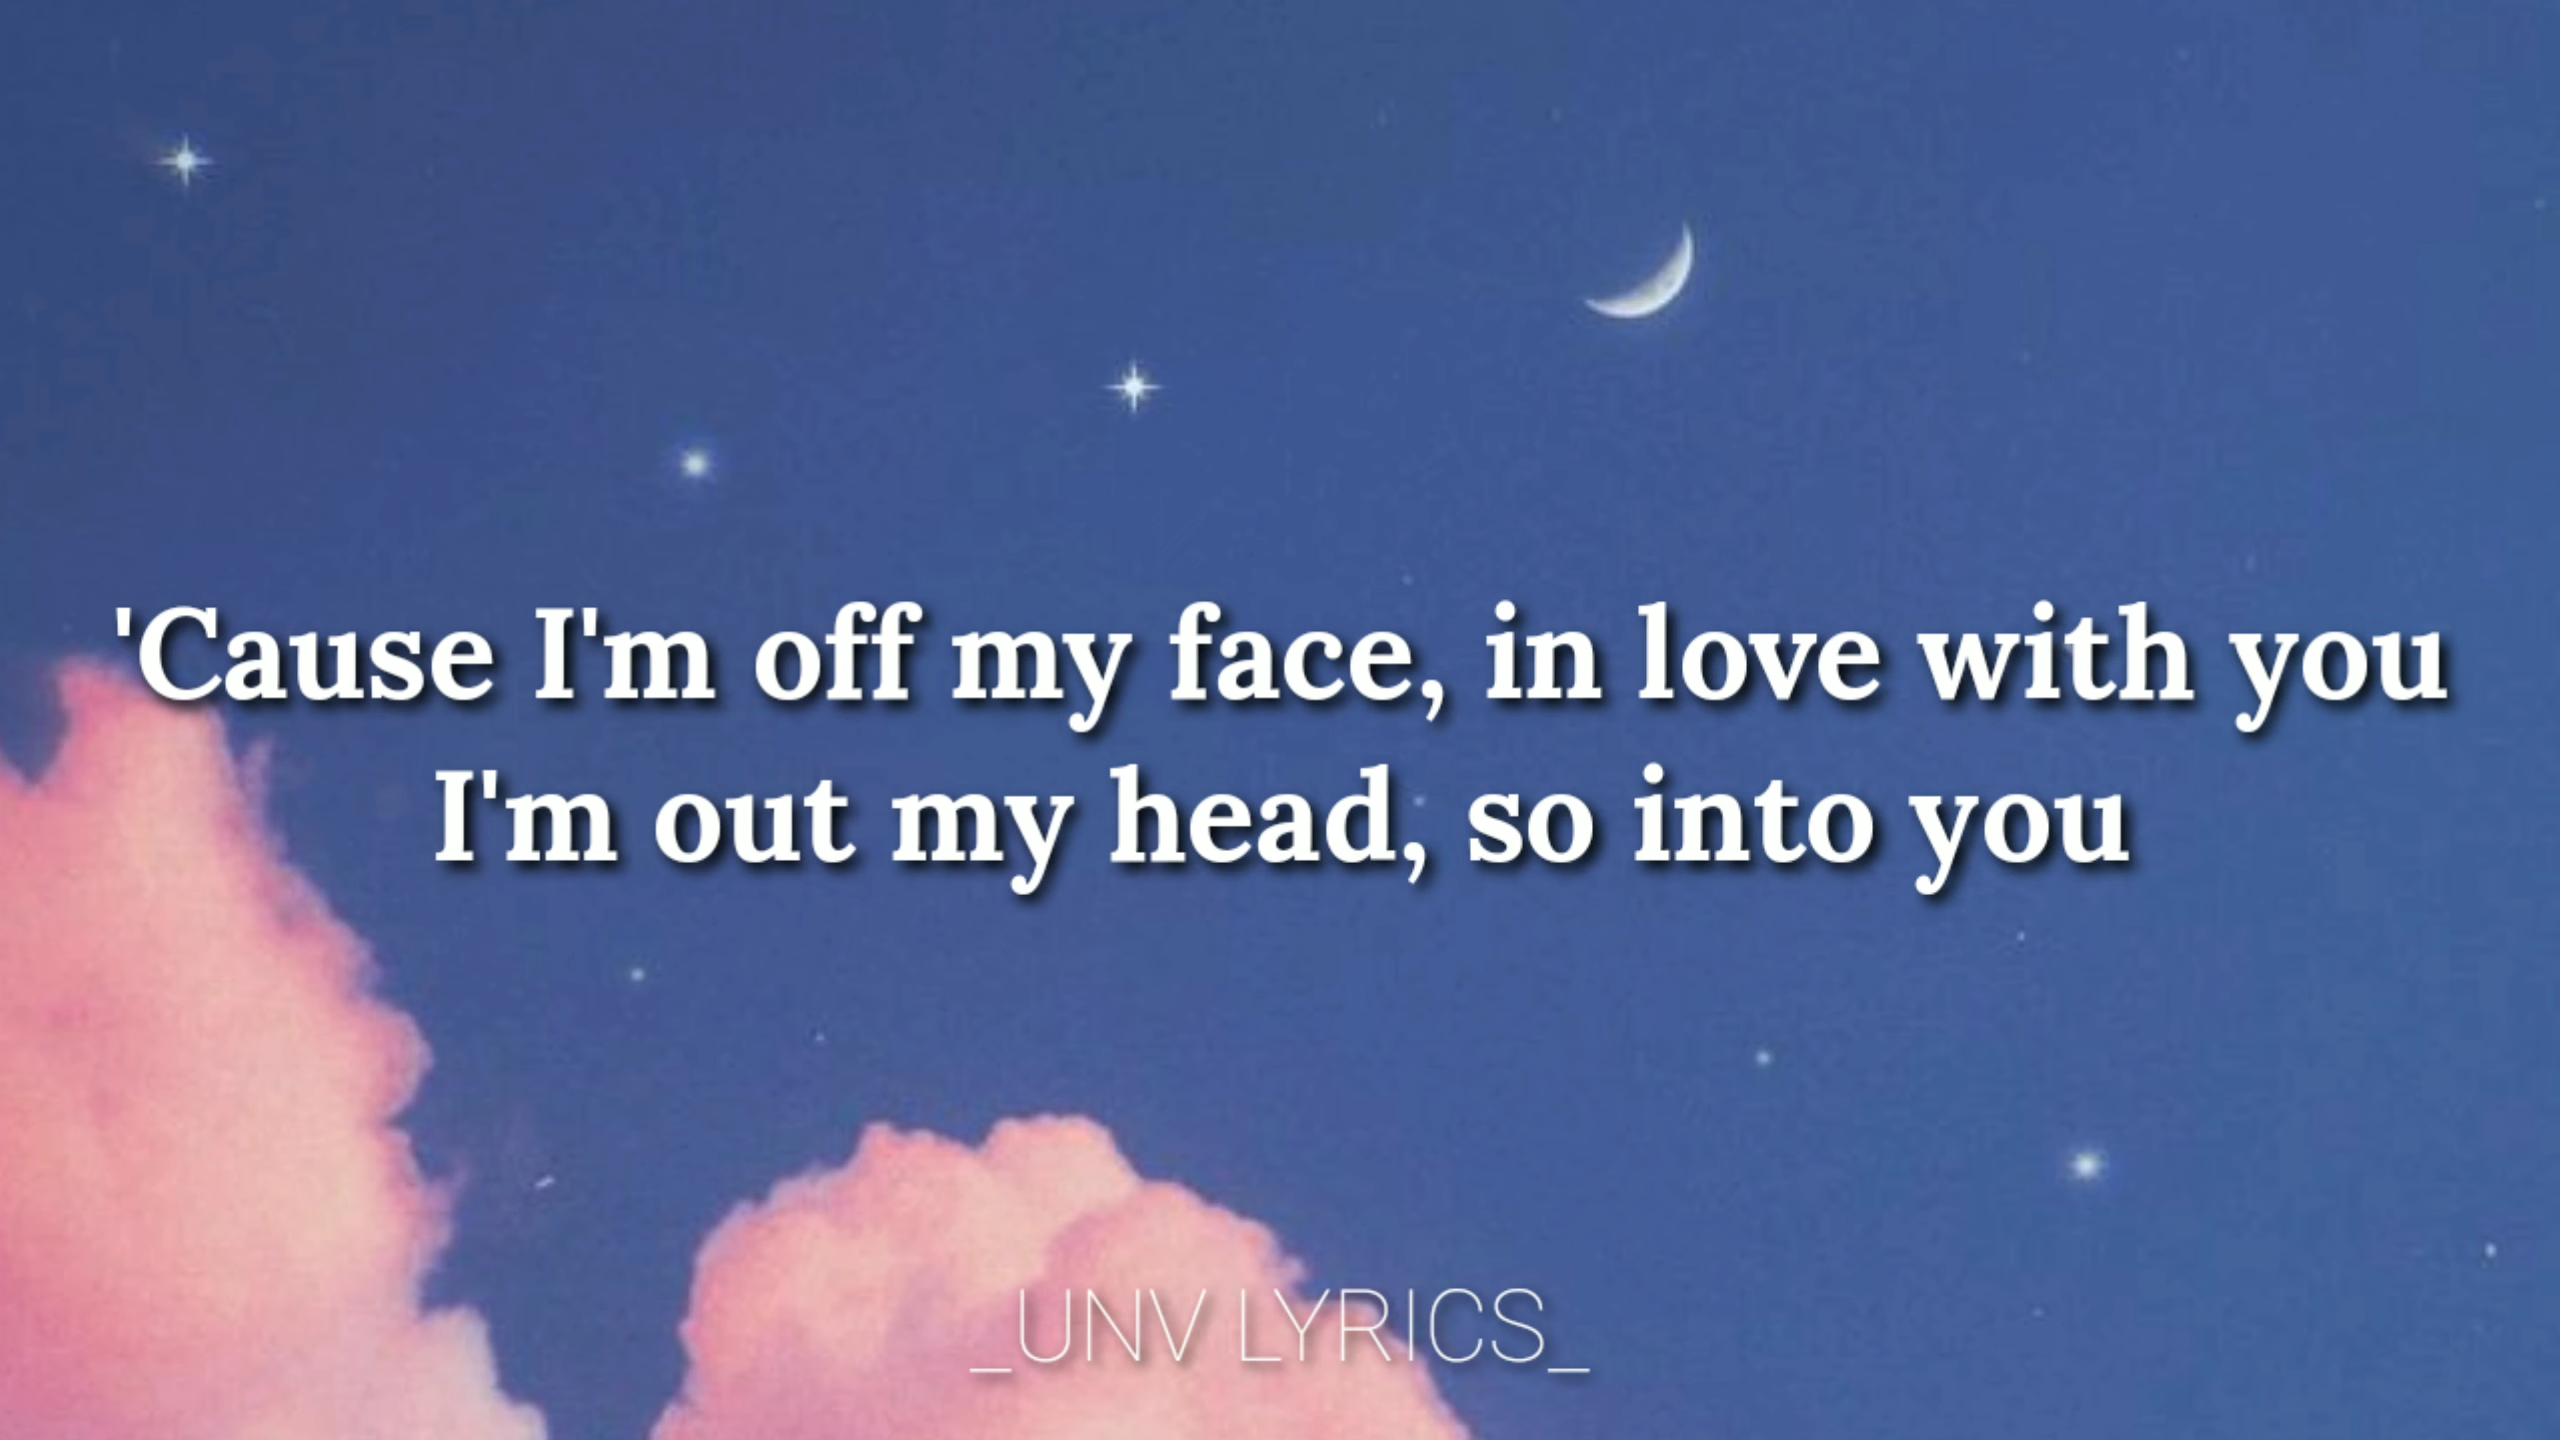 'Cause I'm off my face, in love with you
I'm out my head, so into you
_UNV LYRICS_